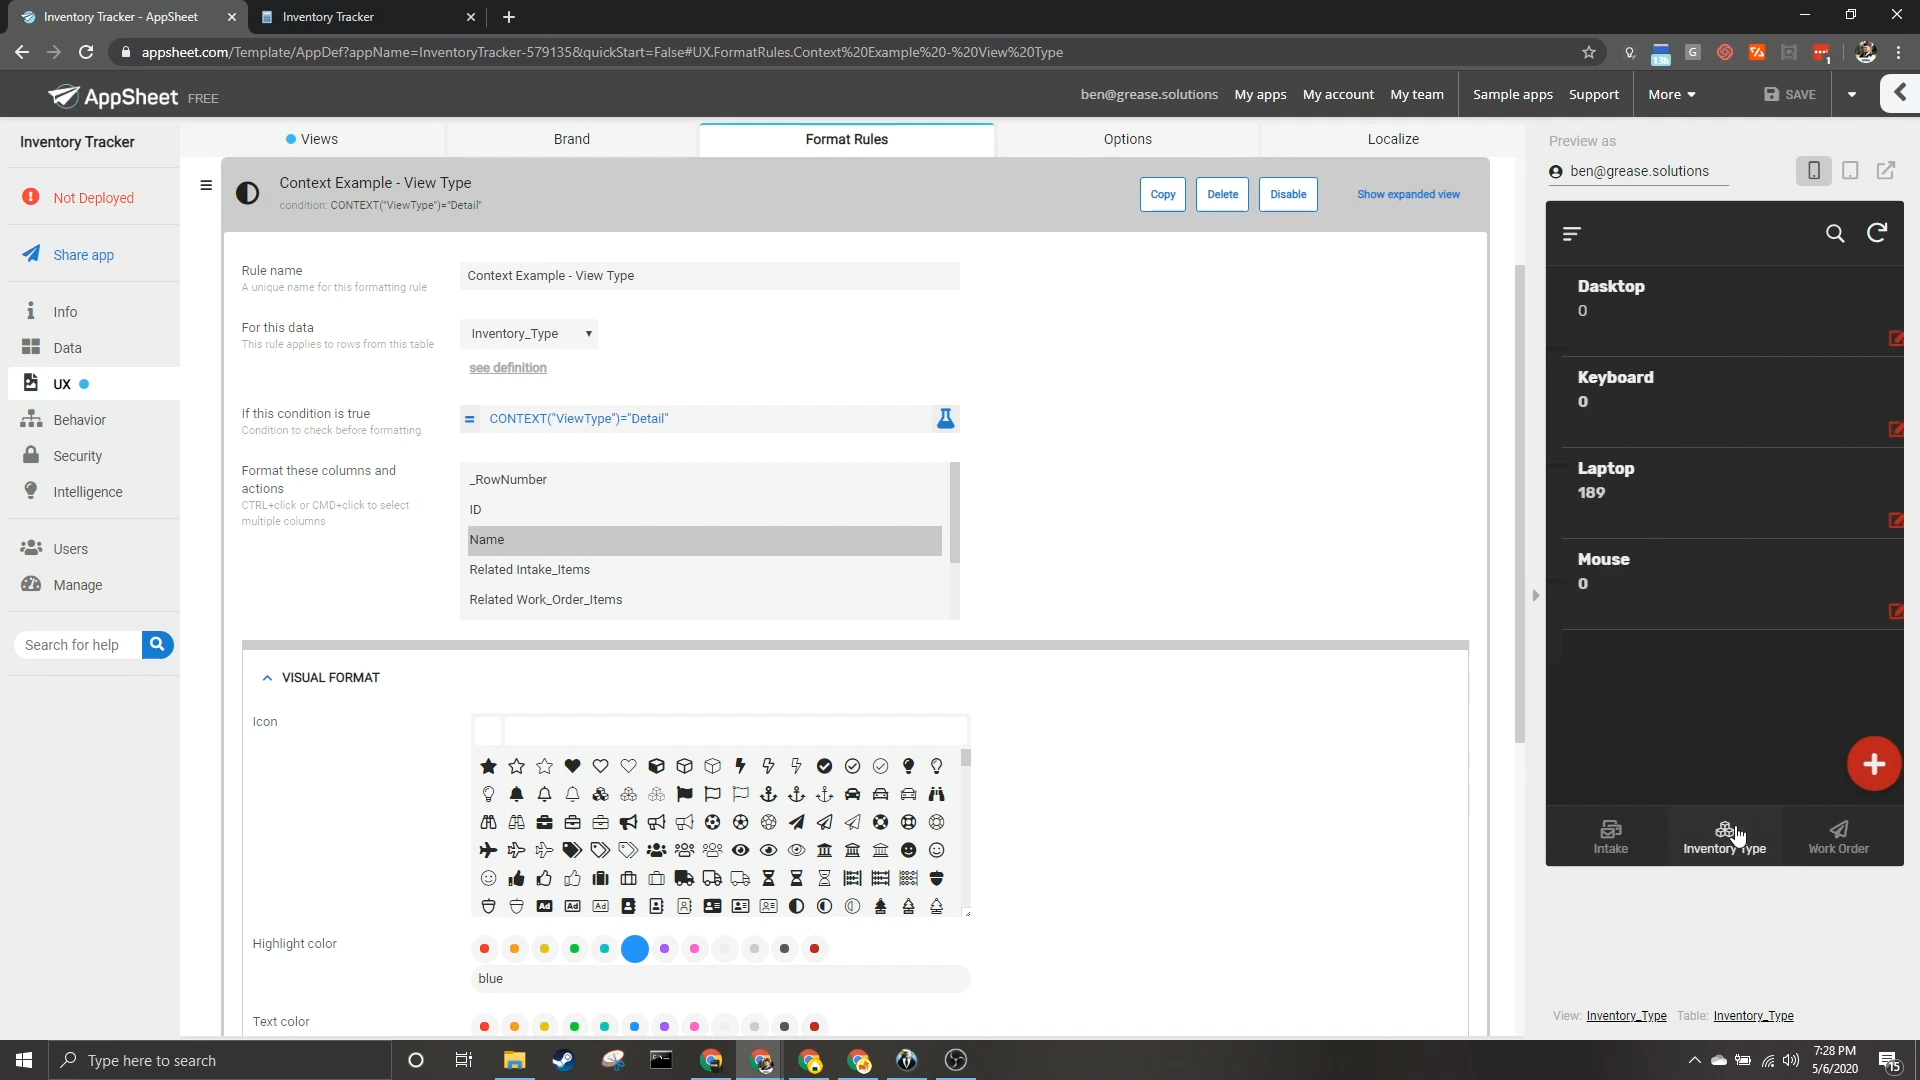 Inventory Tracker - AppSheet
Inventory Tracker
appsheet.com/Template/AppDef?appName=InventoryTracker-579135&quickStart=False#UX.FormatRules.Context%20Example%20-%20View%20Type
13h
G
1
AppSheet FREE
ben@grease.solutions My apps My account My team Sample apps Support More SAVE
Inventory Tracker
Not Deployed
Share app
Info
Data
UX
Behavior
Security
Intelligence
Users
Manage
Search for help
Views Brand Format Rules Options Localize
Context Example - View Type
condition: CONTEXT("ViewType")="Detail"
Copy Delete Disable Show expanded view
Rule name
A unique name for this formatting rule
Context Example - View Type
For this data
This rule applies to rows from this table
Inventory_Type
see definition
If this condition is true
Condition to check before formatting
= CONTEXT("ViewType")="Detail"
Format these columns and
actions
CTRL+click or CMD+click to select
multiple columns
_RowNumber
ID
Name
Related Intake_Items
Related Work_Order_Items
VISUAL FORMAT
Icon
Ad Ad Ad
Highlight color
blue
Text color
Preview as
ben@grease.solutions
Dasktop
0
Keyboard
0
Laptop
189
Mouse
0
Intake Inventory Type Work Order
View: Inventory_Type Table: Inventory_Type
Type here to search
7:28 PM
5/6/2020
15